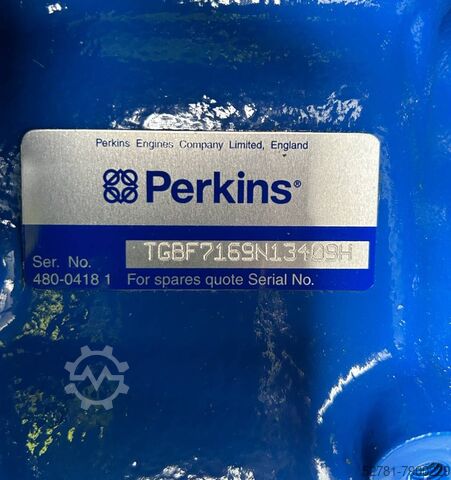 Perkins Engines Company Limited, England
Perkins®
Ser. No. TGBF7169N13409H
480-0418 1 For spares quote Serial No.